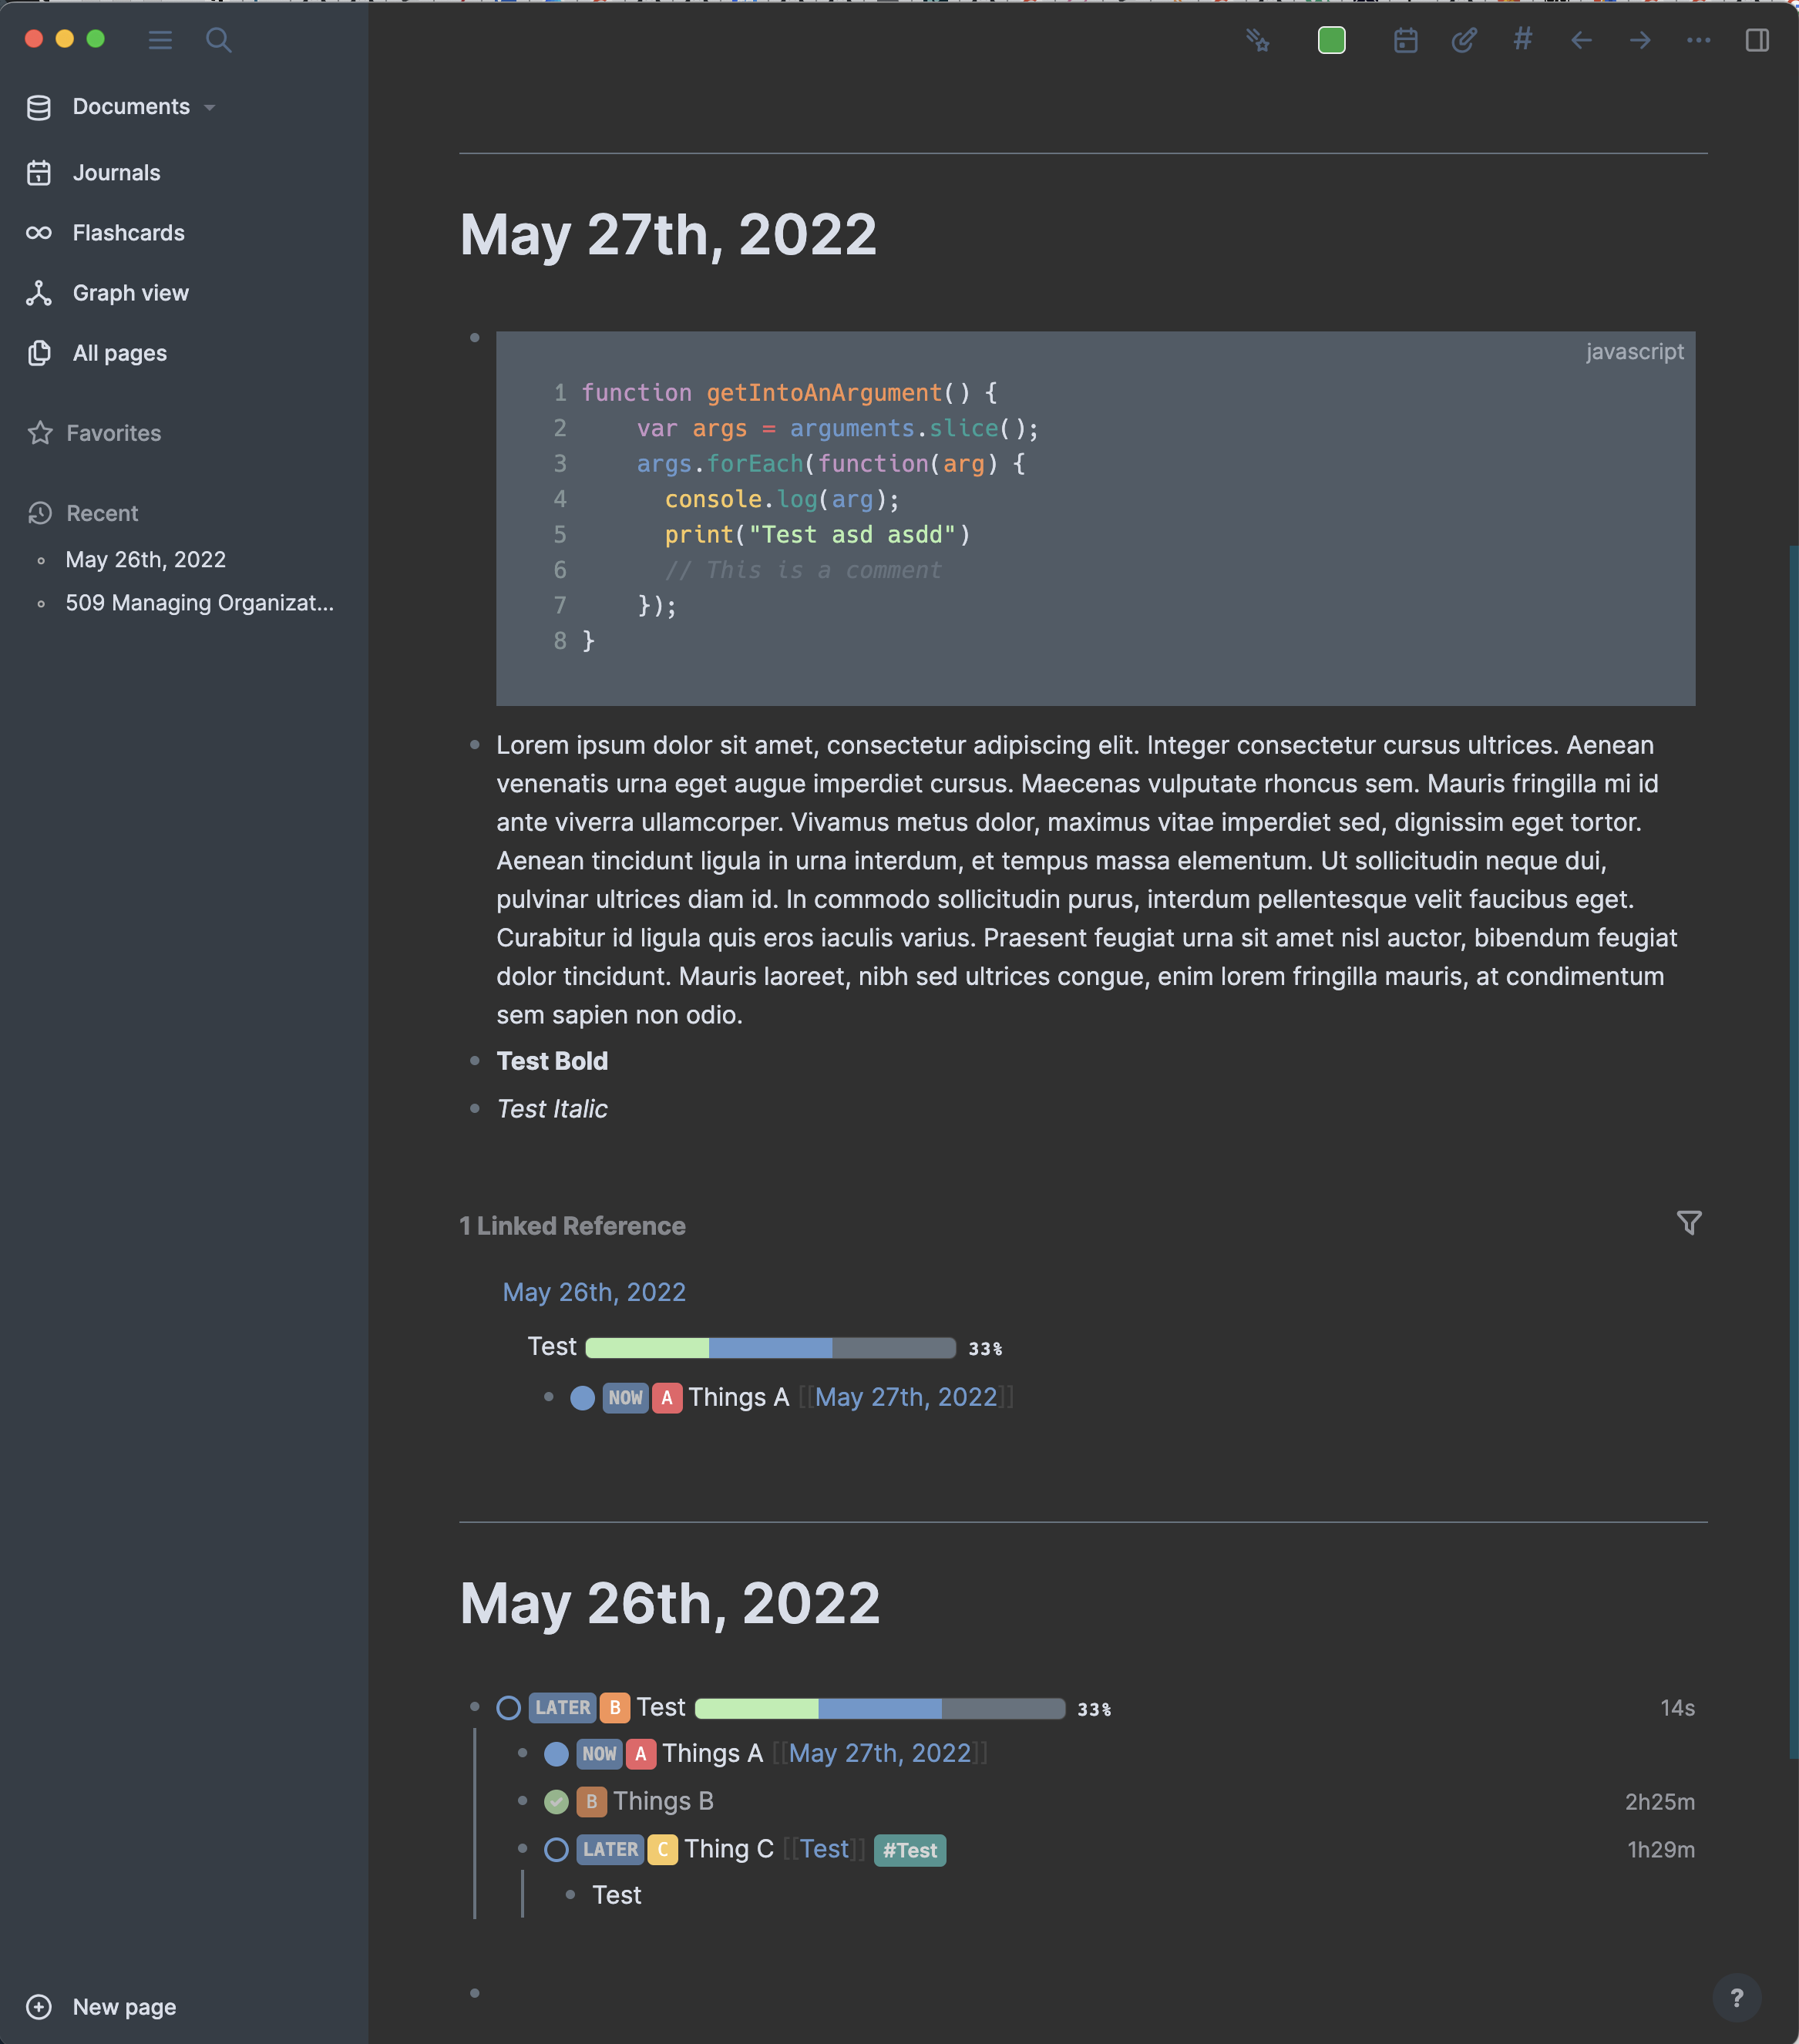 Documents
Journals
Flashcards
Graph view
All pages
Favorites
Recent
May 26th, 2022
509 Managing Organizat...
New page
#
May 27th, 2022
javascript
1 function getIntoAnArgument() {
2     var args = arguments.slice();
3     args.forEach(function(arg) {
4       console.log(arg);
5       print("Test asd asdd")
6       // This is a comment
7     });
8 }
Lorem ipsum dolor sit amet, consectetur adipiscing elit. Integer consectetur cursus ultrices. Aenean
venenatis urna eget augue imperdiet cursus. Maecenas vulputate rhoncus sem. Mauris fringilla mi id
ante viverra ullamcorper. Vivamus metus dolor, maximus vitae imperdiet sed, dignissim eget tortor.
Aenean tincidunt ligula in urna interdum, et tempus massa elementum. Ut sollicitudin neque dui,
pulvinar ultrices diam id. In commodo sollicitudin purus, interdum pellentesque velit faucibus eget.
Curabitur id ligula quis eros iaculis varius. Praesent feugiat urna sit amet nisl auctor, bibendum feugiat
dolor tincidunt. Mauris laoreet, nibh sed ultrices congue, enim lorem fringilla mauris, at condimentum
sem sapien non odio.
Test Bold
Test Italic
1 Linked Reference
May 26th, 2022
Test 33%
NOW A Things A [[May 27th, 2022]]
May 26th, 2022
LATER B Test 33% 14s
NOW A Things A [[May 27th, 2022]]
B Things B 2h25m
LATER C Thing C [[Test]] #Test 1h29m
Test
?